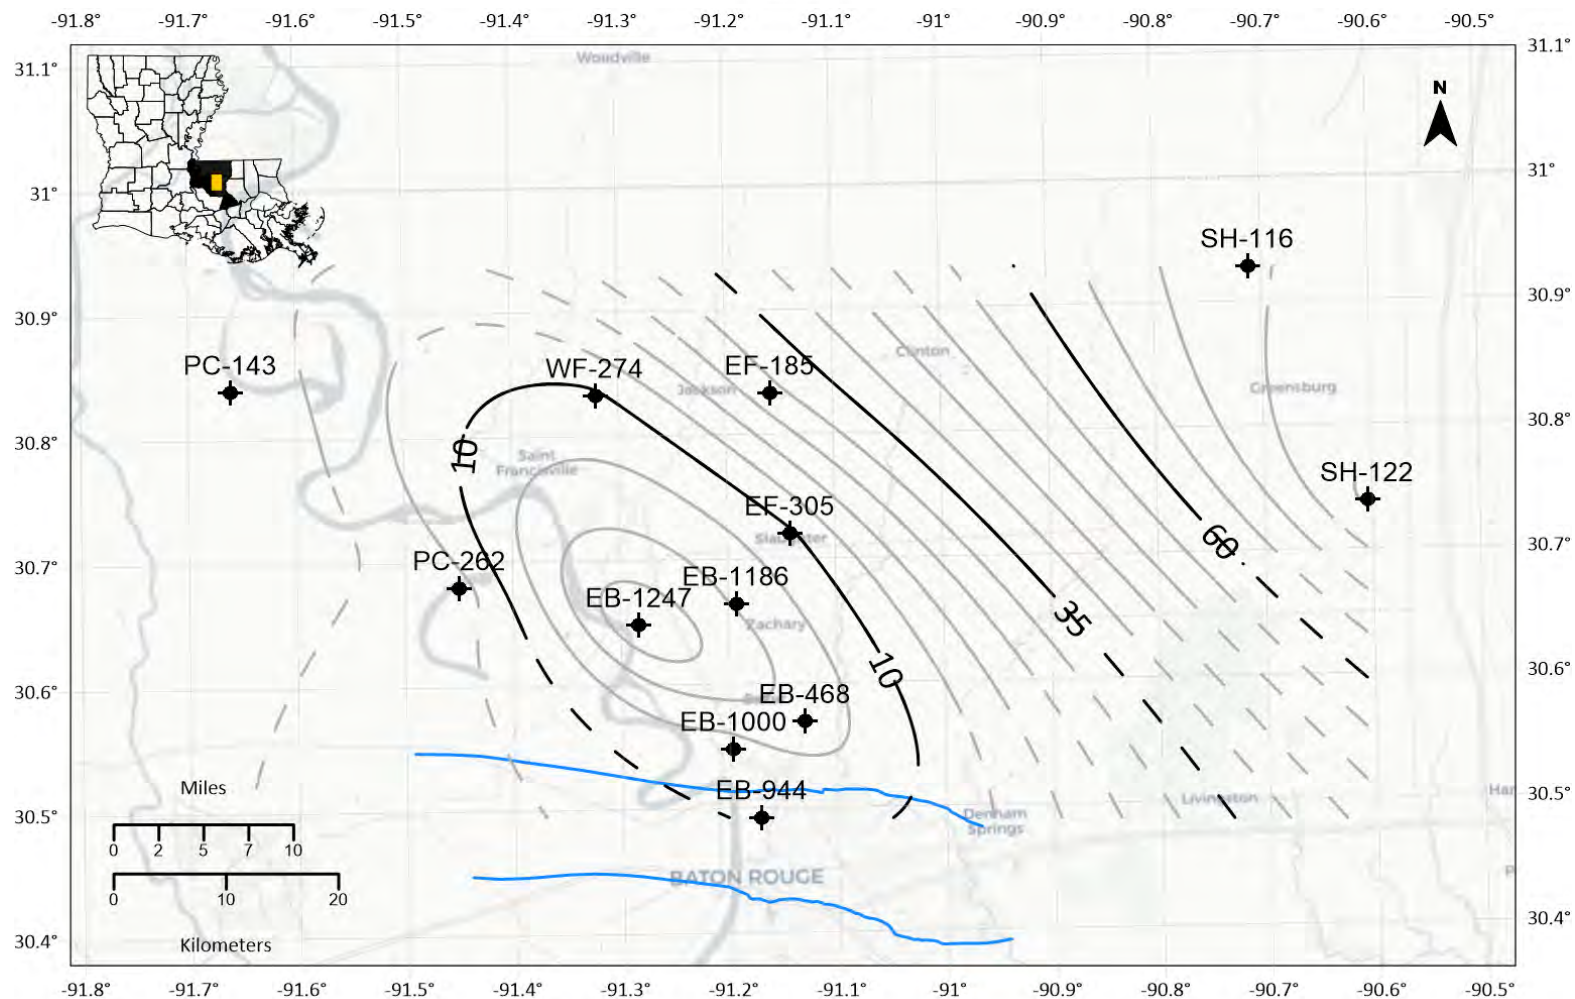 -91.8° -91.7° -91.6° -91.5° -91.4° -91.3° -91.2° -91.1° -91° -90.9° -90.8° -90.7° -90.6° -90.5°
31.1°
31.1°
Woodville
N
31°
31°
SH-116
30.9°
30.9°
PC-143
WF-274
EF-185
Clinton
Jackson
Greensburg
30.8°
30.8°
10
Saint
Francisville
SH-122
EF-305
Slaughter
60
30.7°
30.7°
PC-262
EB-1186
EB-1247
Zachary
35
10
30.6°
30.6°
EB-468
EB-1000
Miles
EB-944
30.5°
30.5°
Livingston
Har
Denham
Springs
0 2 5 7 10
BATON ROUGE
P
0 10 20
30.4°
30.4°
Kilometers
-91.8° -91.7° -91.6° -91.5° -91.4° -91.3° -91.2° -91.1° -91° -90.9° -90.8° -90.7° -90.6° -90.5°